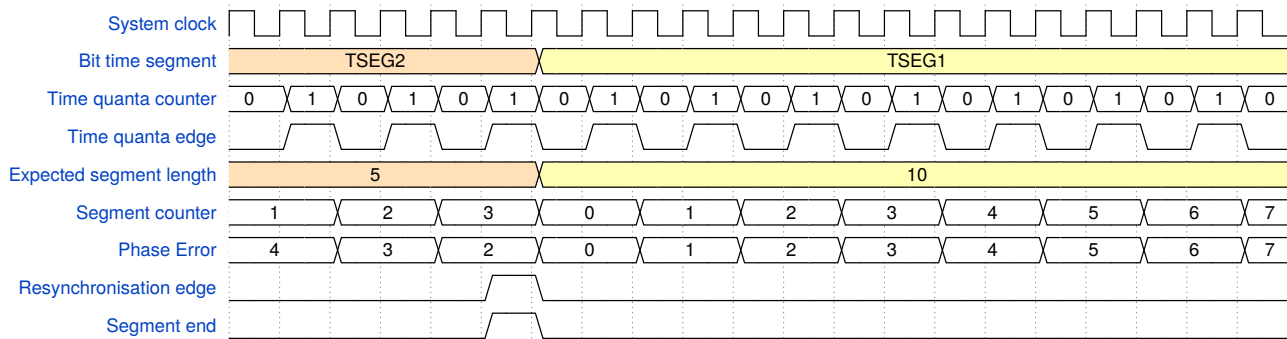 System clock
Bit time segment TSEG2 TSEG1
Time quanta counter 0 1 0 1 0 1 0 1 0 1 0 1 0 1 0 1 0 1 0 1 0
Time quanta edge
Expected segment length 5 10
Segment counter 1 2 3 0 1 2 3 4 5 6 7
Phase Error 4 3 2 0 1 2 3 4 5 6 7
Resynchronisation edge
Segment end